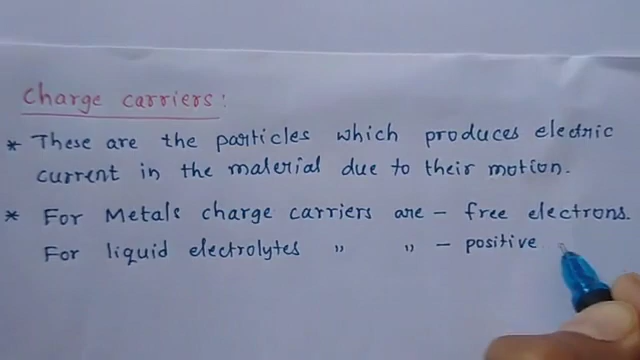 Charge carriers:
* These are the particles which produces electric
current in the material due to their motion.
* For Metals charge carriers are - free electrons.
For liquid electrolytes " " - positive